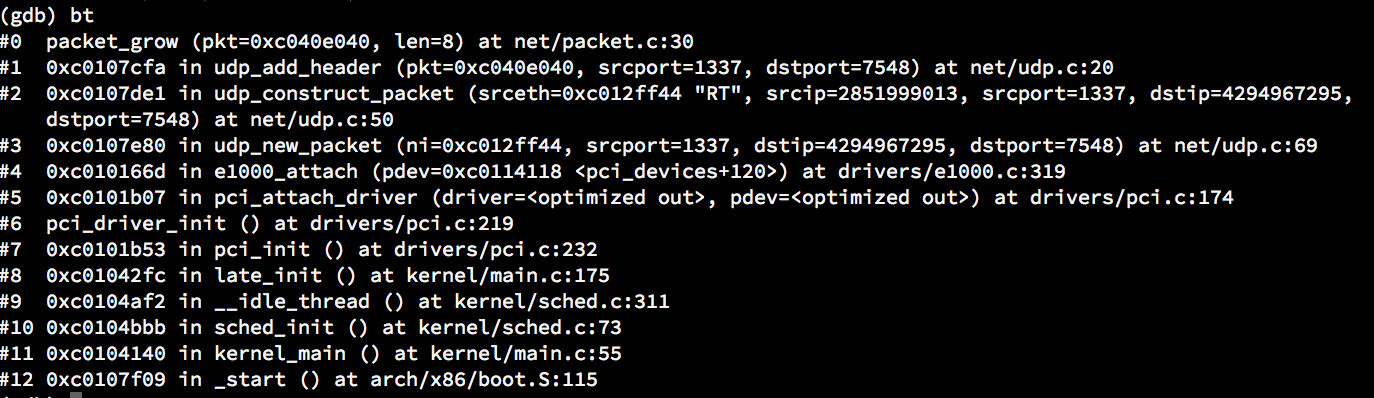 (gdb) bt
#0  packet_grow (pkt=0xc040e040, len=8) at net/packet.c:30
#1  0xc0107cfa in udp_add_header (pkt=0xc040e040, srcport=1337, dstport=7548) at net/udp.c:20
#2  0xc0107de1 in udp_construct_packet (srceth=0xc012ff44 "RT", srcip=2851999013, srcport=1337, dstip=4294967295,
    dstport=7548) at net/udp.c:50
#3  0xc0107e80 in udp_new_packet (ni=0xc012ff44, srcport=1337, dstip=4294967295, dstport=7548) at net/udp.c:69
#4  0xc010166d in e1000_attach (pdev=0xc0114118 <pci_devices+120>) at drivers/e1000.c:319
#5  0xc0101b07 in pci_attach_driver (driver=<optimized out>, pdev=<optimized out>) at drivers/pci.c:174
#6  pci_driver_init () at drivers/pci.c:219
#7  0xc0101b53 in pci_init () at drivers/pci.c:232
#8  0xc01042fc in late_init () at kernel/main.c:175
#9  0xc0104af2 in __idle_thread () at kernel/sched.c:311
#10 0xc0104bbb in sched_init () at kernel/sched.c:73
#11 0xc0104140 in kernel_main () at kernel/main.c:55
#12 0xc0107f09 in _start () at arch/x86/boot.S:115